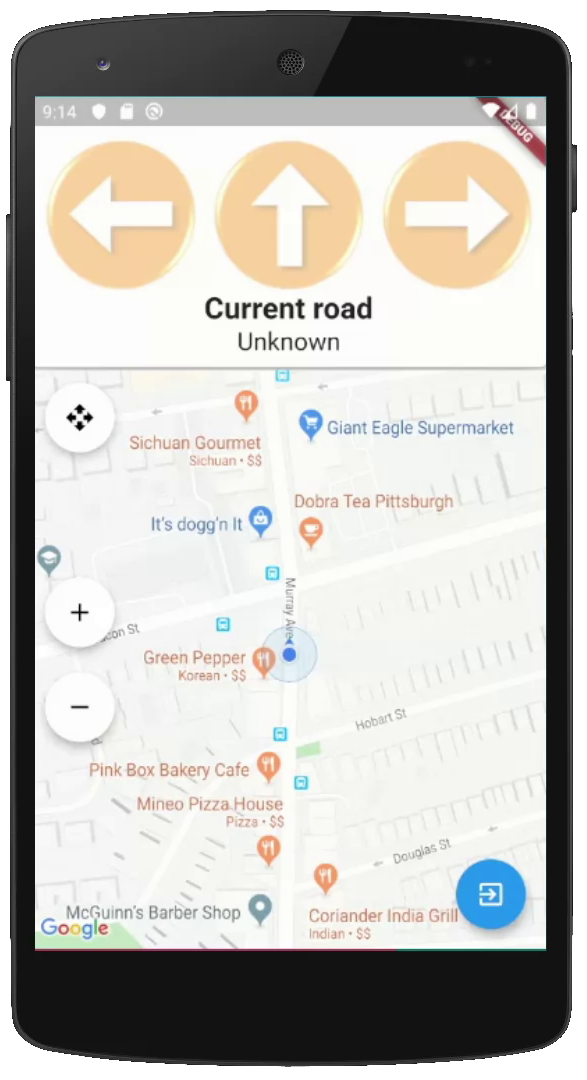 9:14
DEBUG
Current road
Unknown
Giant Eagle Supermarket
Sichuan Gourmet
Sichuan • $$
Dobra Tea Pittsburgh
It's dogg'n It
Murray Ave
con St
Green Pepper
Korean • $$
Hobart St
Pink Box Bakery Cafe
Mineo Pizza House
Pizza • $$
Douglas St
McGuinn's Barber Shop
Coriander India Grill
Indian • $$
Google